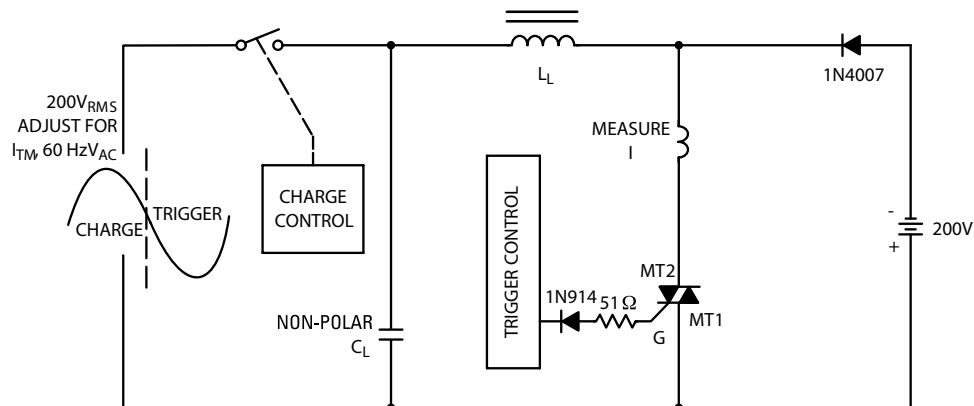 L_L
1N4007
200V_RMS
ADJUST FOR
I_TM, 60 HzV_AC
MEASURE
I
CHARGE
CONTROL
TRIGGER
CHARGE
TRIGGER CONTROL
-
200V
+
MT2
1N914
51 Ω
MT1
G
NON-POLAR
C_L